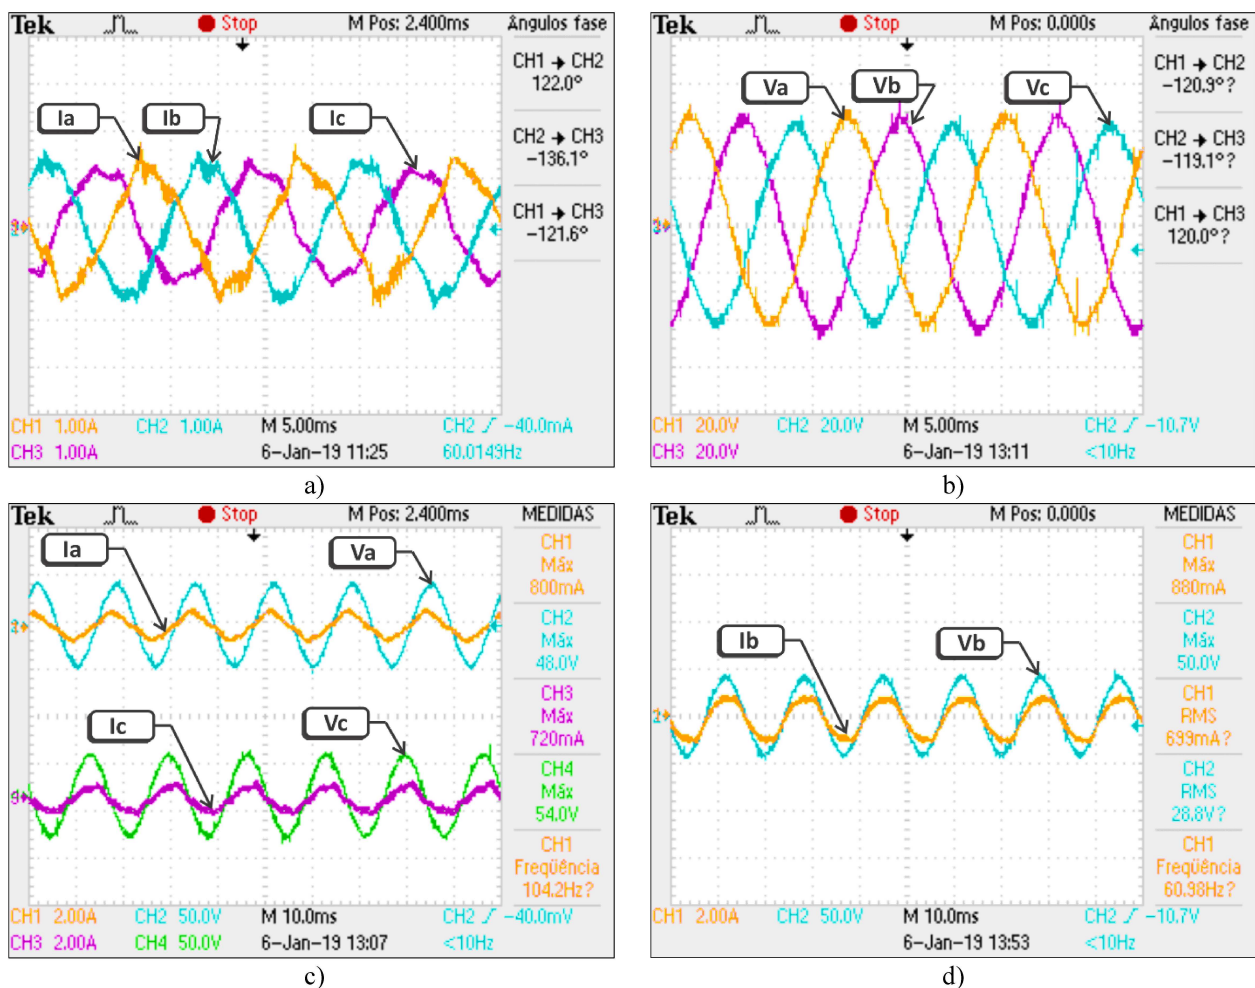 Tek Stop M Pos: 2.400ms Ângulos fase
CH1 → CH2
122.0°
CH2 → CH3
-136.1°
CH1 → CH3
-121.6°
Ia Ib Ic
CH1 1.00A CH2 1.00A M 5.00ms CH2 -40.0mA
CH3 1.00A 6-Jan-19 11:25 60.0149Hz
a)
Tek Stop M Pos: 0.000s Ângulos fase
CH1 → CH2
-120.9°?
CH2 → CH3
-119.1°?
CH1 → CH3
120.0°?
Va Vb Vc
CH1 20.0V CH2 20.0V M 5.00ms CH2 -10.7V
CH3 20.0V 6-Jan-19 13:11 <10Hz
b)
Tek Stop M Pos: 2.400ms MEDIDAS
CH1
Máx
800mA
CH2
Máx
48.0V
CH3
Máx
720mA
CH4
Máx
54.0V
CH1
Freqüência
104.2Hz?
Ia Va
Ic Vc
CH1 2.00A CH2 50.0V M 10.0ms CH2 -40.0mV
CH3 2.00A CH4 50.0V 6-Jan-19 13:07 <10Hz
c)
Tek Stop M Pos: 0.000s MEDIDAS
CH1
Máx
880mA
CH2
Máx
50.0V
CH1
RMS
699mA?
CH2
RMS
28.8V?
CH1
Freqüência
60.98Hz?
Ib Vb
CH1 2.00A CH2 50.0V M 10.0ms CH2 -10.7V
6-Jan-19 13:53 <10Hz
d)